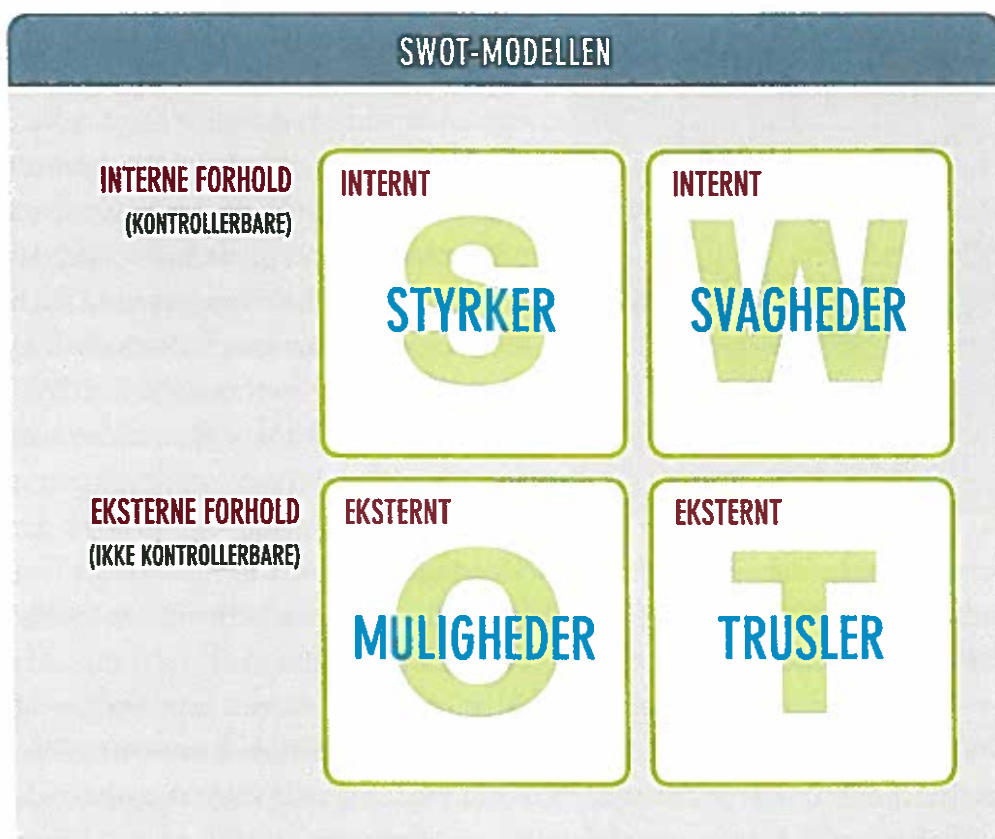 SWOT-MODELLEN
INTERNE FORHOLD
(KONTROLLERBARE)
INTERNT
S
STYRKER
INTERNT
W
SVAGHEDER
EKSTERNE FORHOLD
(IKKE KONTROLLERBARE)
EKSTERNT
O
MULIGHEDER
EKSTERNT
T
TRUSLER